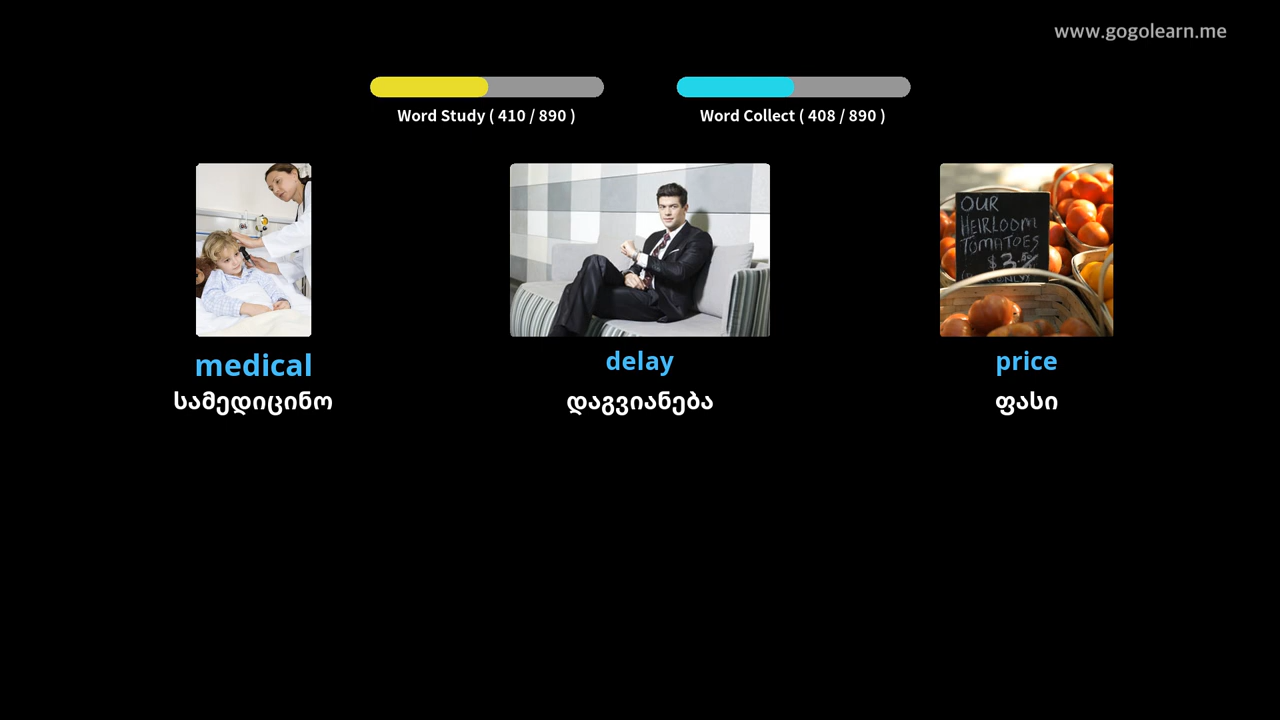 www.gogolearn.me
Word Study ( 410 / 890 )
Word Collect ( 408 / 890 )
OUR
HEIRLOOM
TOMATOES
medical
delay
price
სამედიცინო
დაგვიანება
ფასი